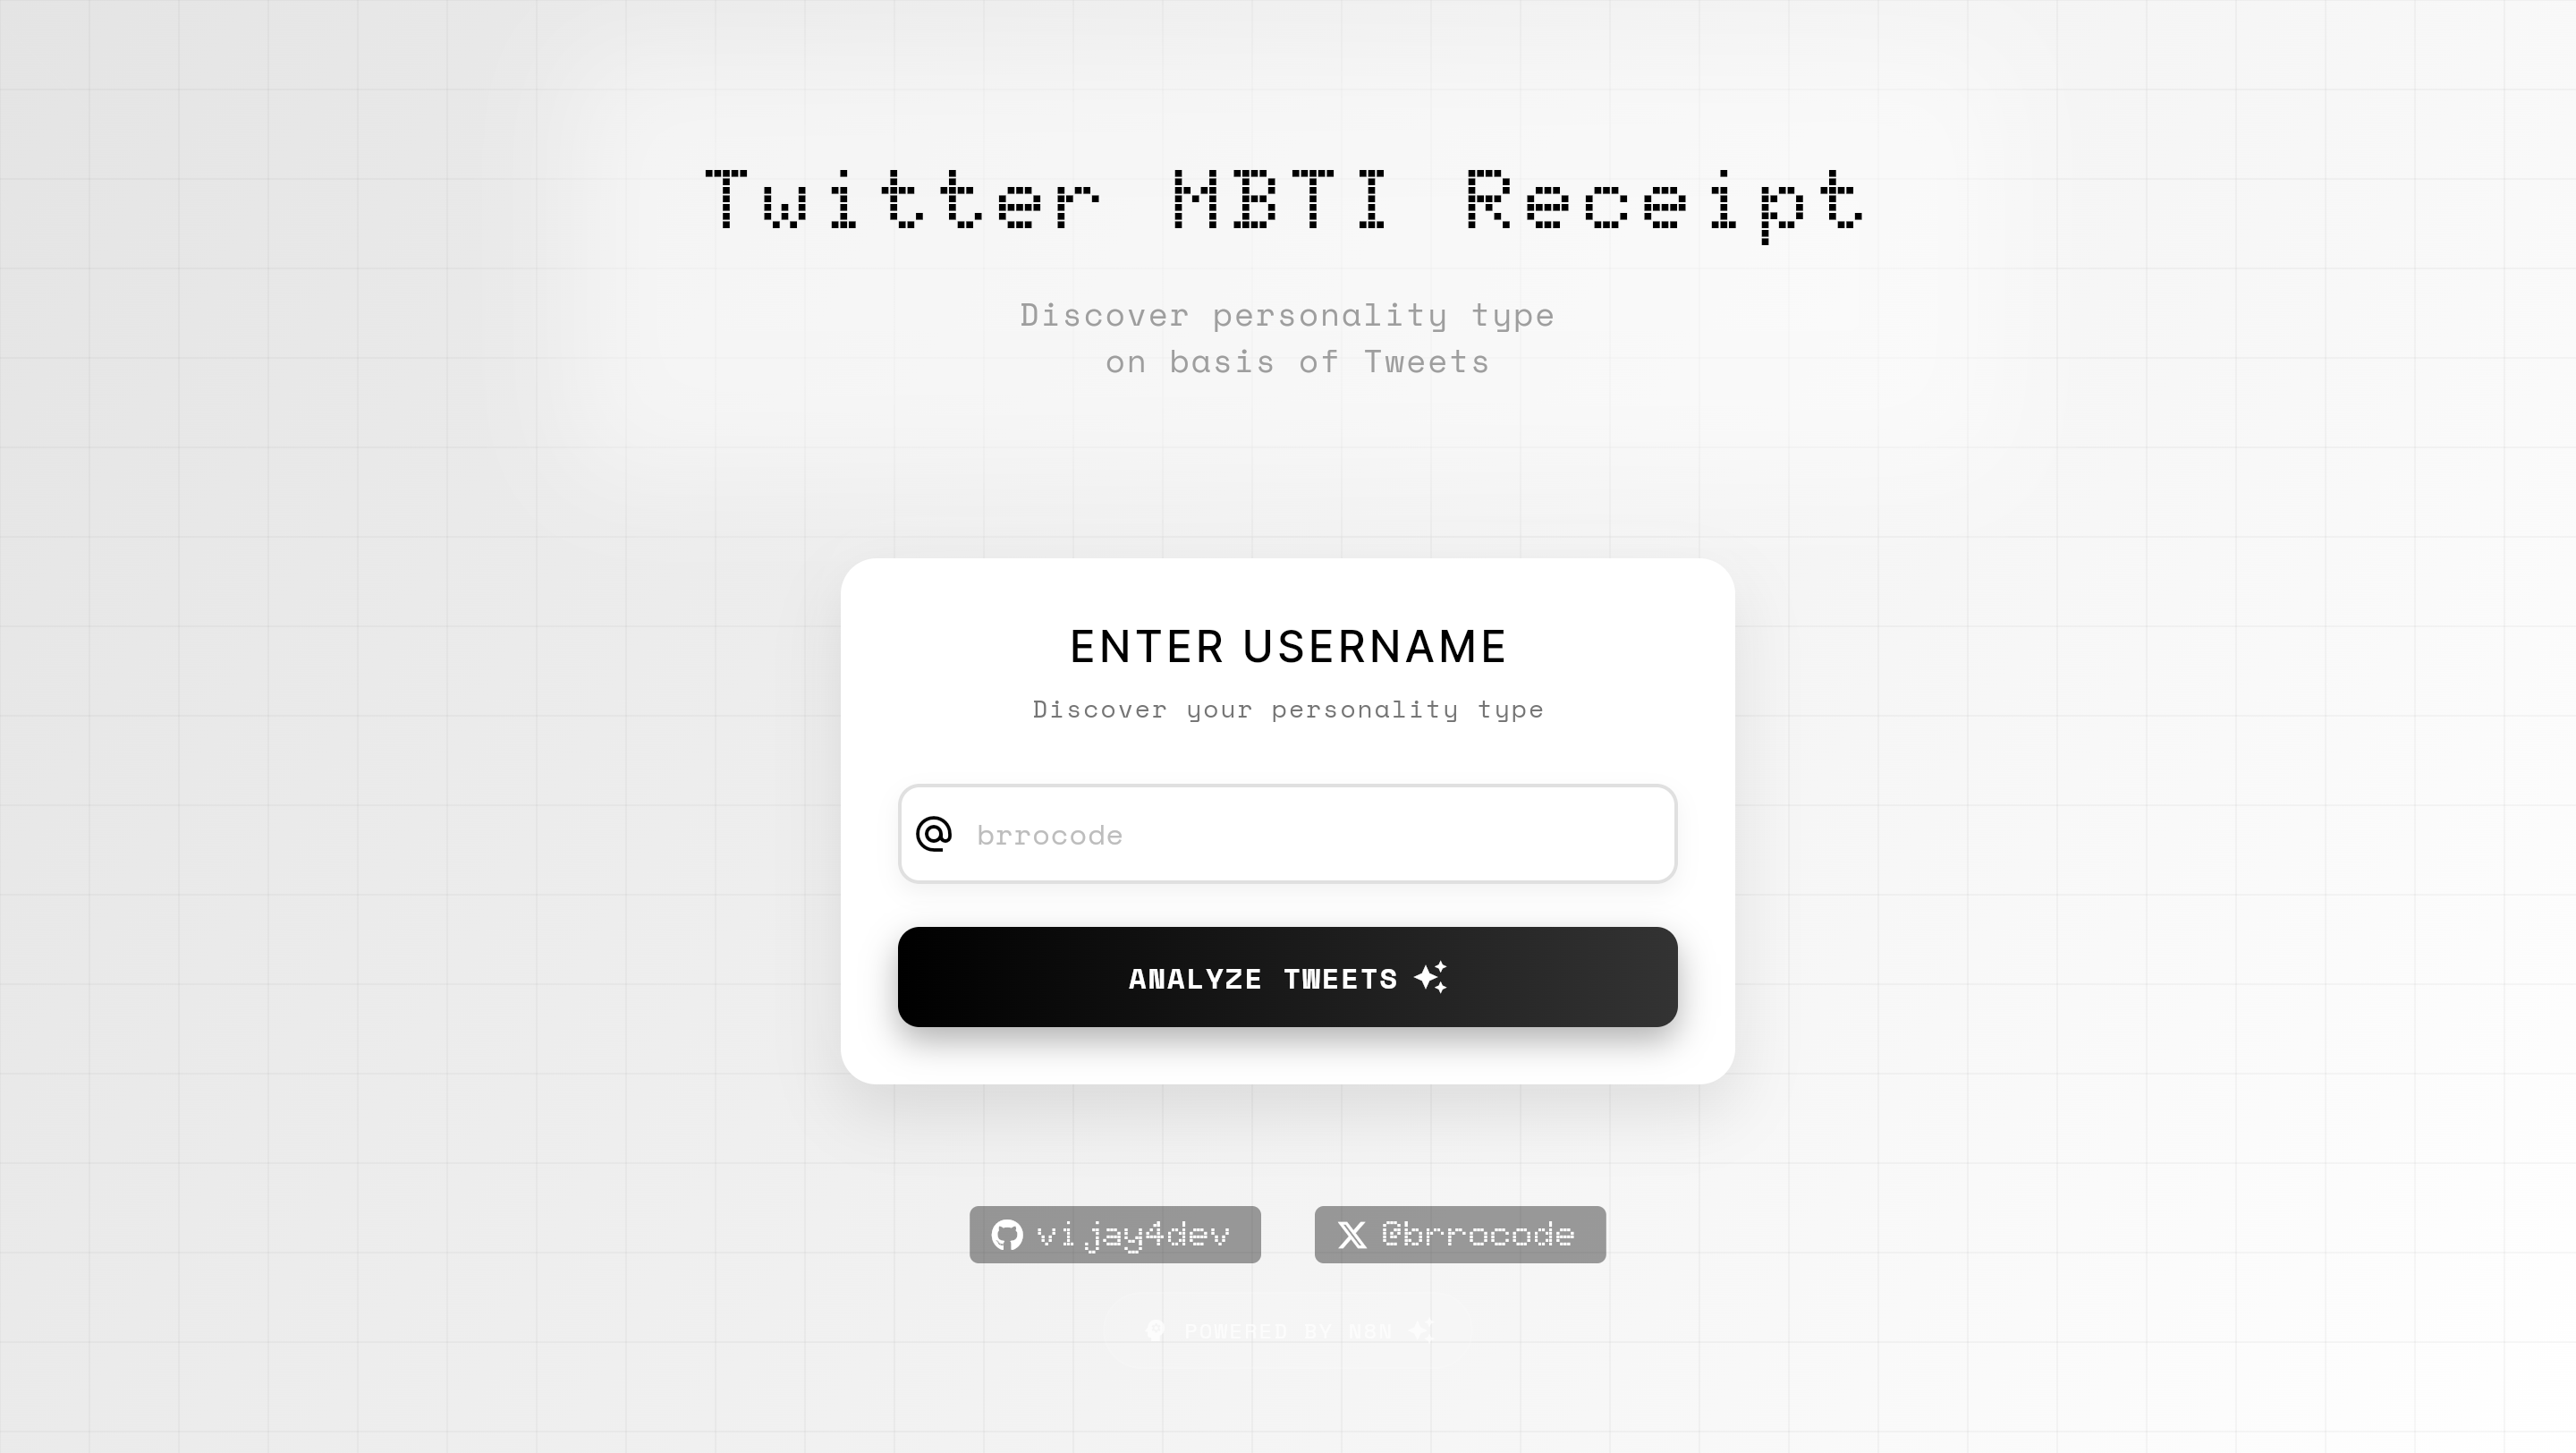 Twitter MBTI Receipt
Discover personality type
on basis of Tweets
ENTER USERNAME
Discover your personality type
brrocode
ANALYZE TWEETS
vijay4dev
@brrocode
POWERED BY N8N